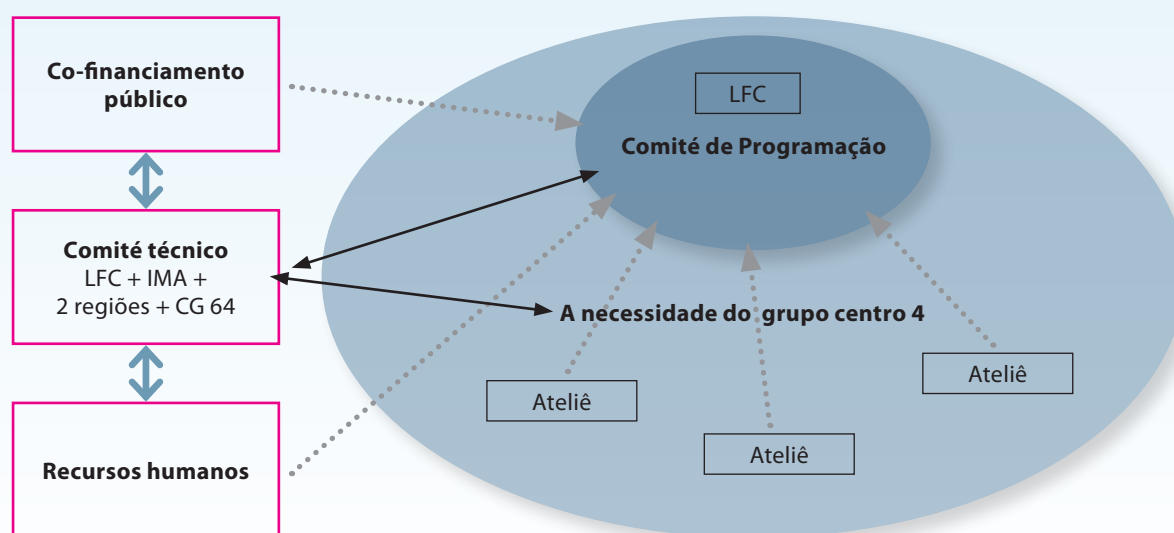 Co-financiamento
público
Comité técnico
LFC + IMA +
2 regiões + CG 64
Recursos humanos
LFC
Comité de Programação
A necessidade do grupo centro 4
Ateliê
Ateliê
Ateliê